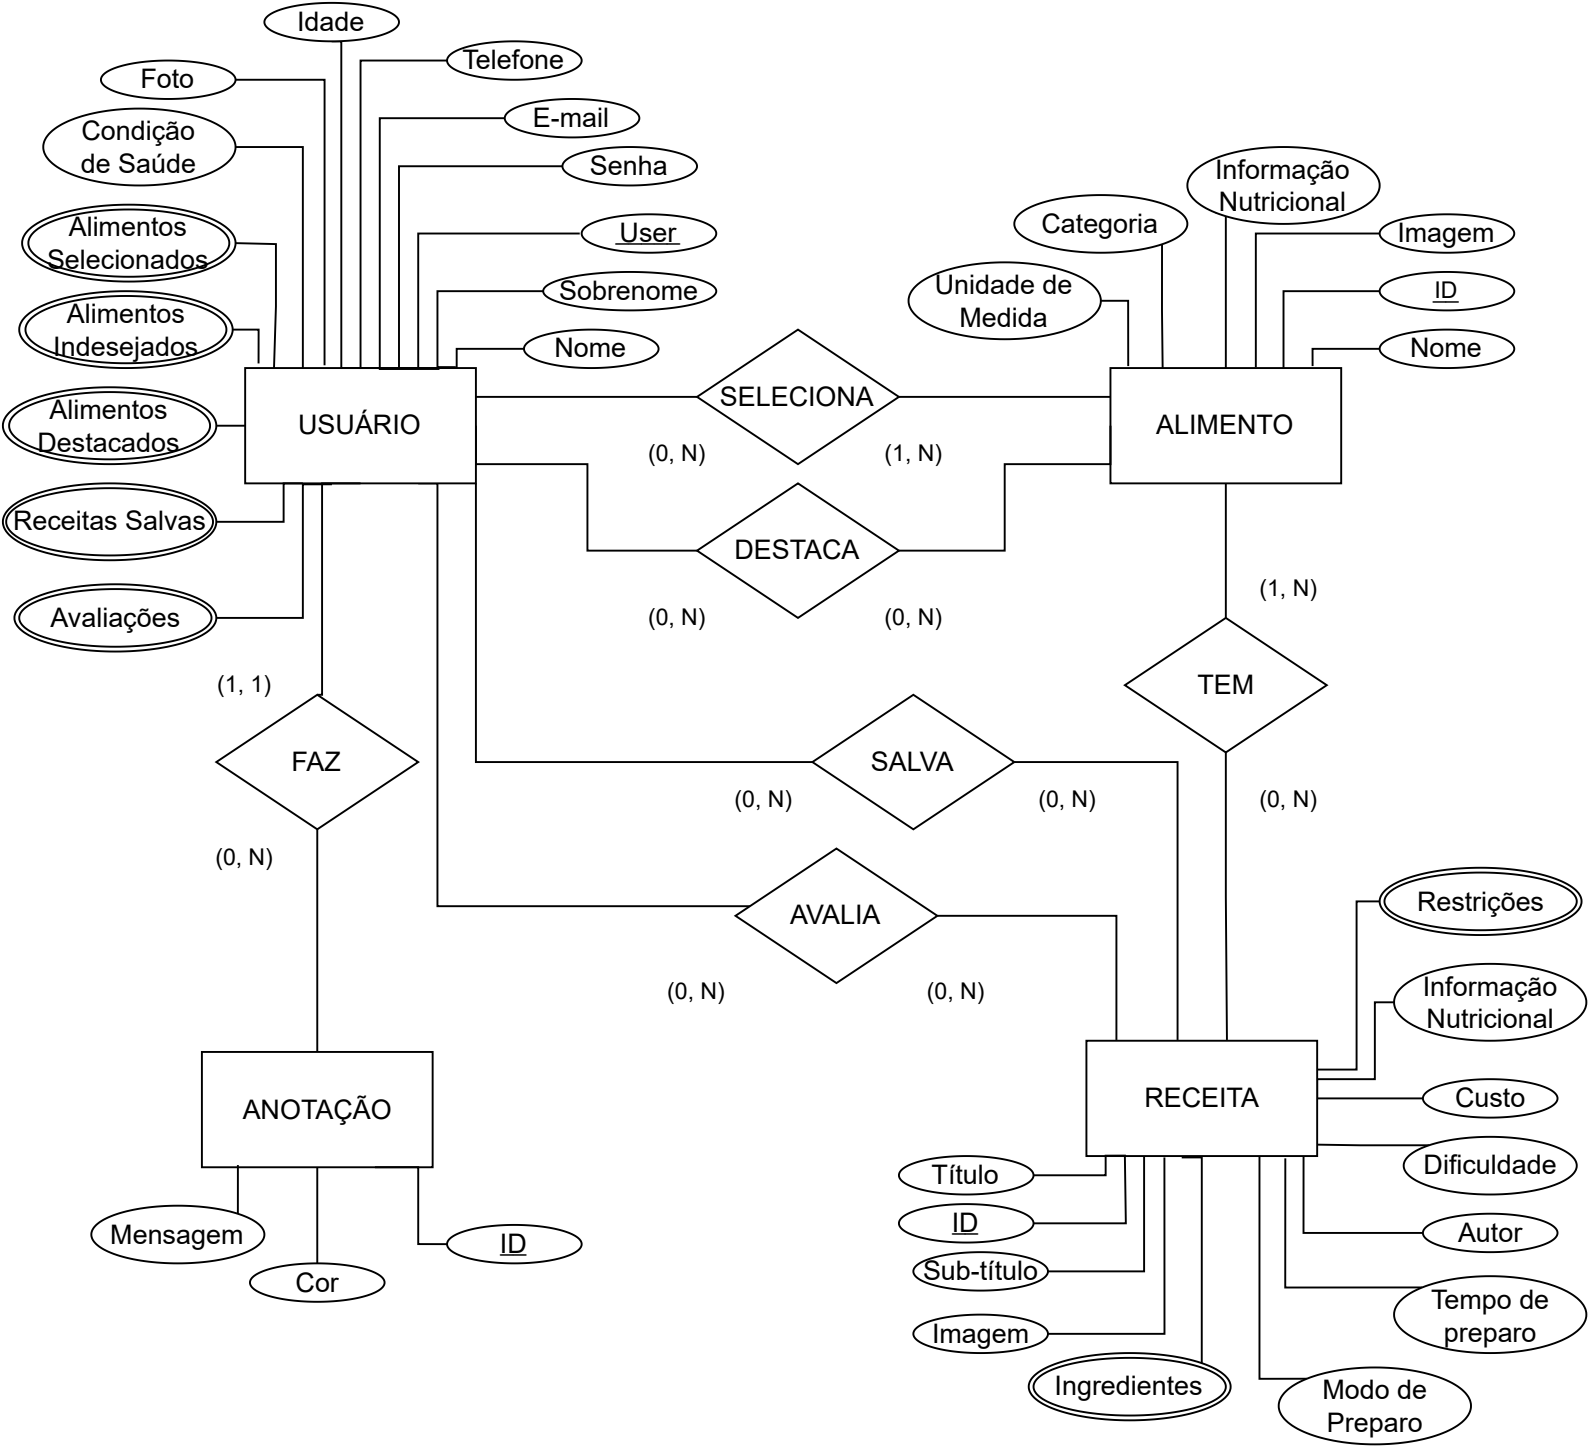 Idade
Telefone
Foto
E-mail
Condição
de Saúde
Senha
Informação
Nutricional
Alimentos
Selecionados
User
Categoria
Imagem
Sobrenome
Unidade de
Medida
ID
Alimentos
Indesejados
Nome
Nome
SELECIONA
USUÁRIO
ALIMENTO
Alimentos
Destacados
(0, N)
(1, N)
Receitas Salvas
DESTACA
(1, N)
Avaliações
(0, N)
(0, N)
(1, 1)
TEM
FAZ
SALVA
(0, N)
(0, N)
(0, N)
(0, N)
AVALIA
Restrições
(0, N)
(0, N)
Informação
Nutricional
RECEITA
Custo
ANOTAÇÃO
Título
Dificuldade
ID
Mensagem
ID
Autor
Sub-título
Cor
Tempo de
preparo
Imagem
Ingredientes
Modo de
Preparo